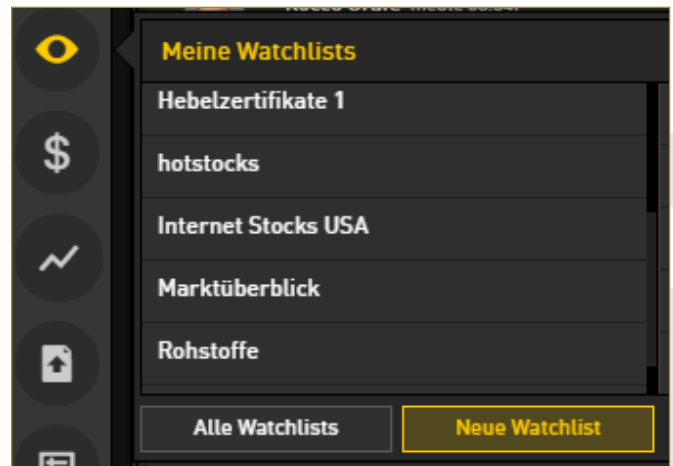 Meine Watchlists
Hebelzertifikate 1
hotstocks
Internet Stocks USA
Marktüberblick
Rohstoffe
Alle Watchlists
Neue Watchlist